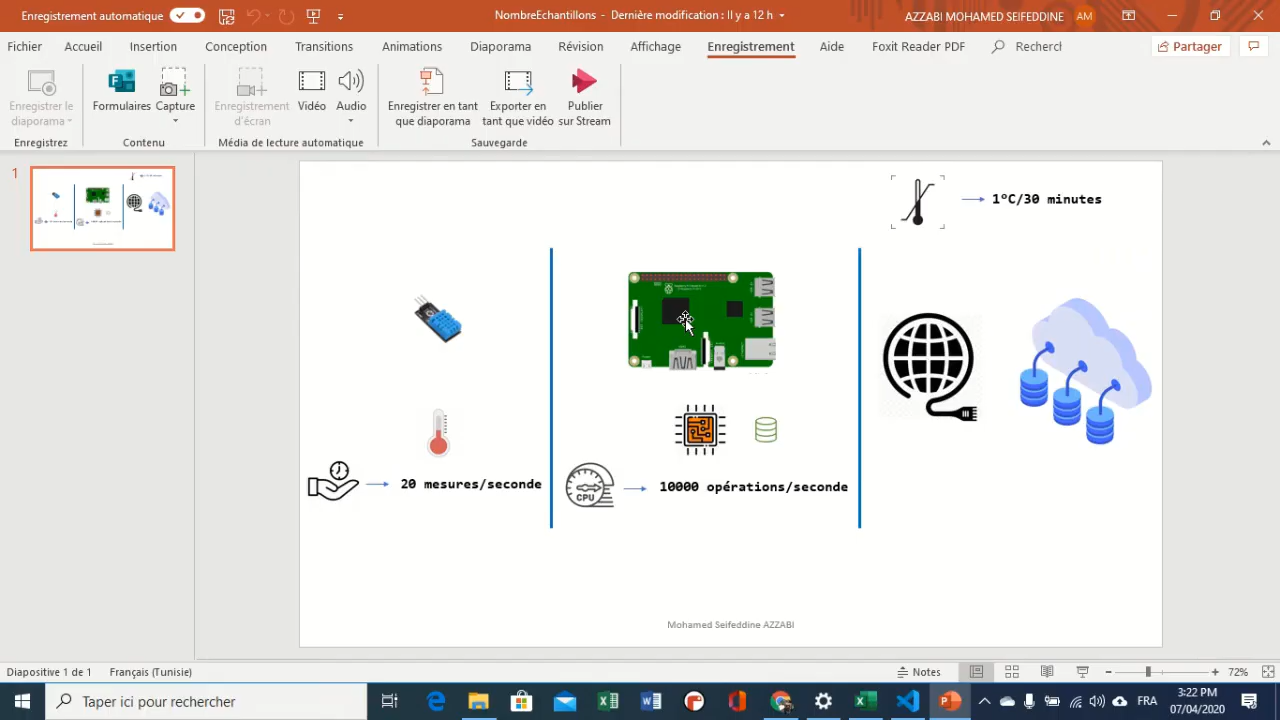 Enregistrement automatique
NombreEchantillons - Dernière modification : Il y a 12 h
AZZABI MOHAMED SEIFEDDINE
AM
Fichier
Accueil
Insertion
Conception
Transitions
Animations
Diaporama
Révision
Affichage
Enregistrement
Aide
Foxit Reader PDF
Rechercl
Partager
Enregistrer le
diaporama
Formulaires
Capture
Enregistrement
d'écran
Vidéo
Audio
Enregistrer en tant
que diaporama
Exporter en
tant que vidéo
Publier
sur Stream
Enregistrez
Contenu
Média de lecture automatique
Sauvegarde
1
1°C/30 minutes
20 mesures/seconde
CPU
10000 opérations/seconde
Mohamed Seifeddine AZZABI
Diapositive 1 de 1
Français (Tunisie)
Notes
72%
Taper ici pour rechercher
FRA
3:22 PM
07/04/2020